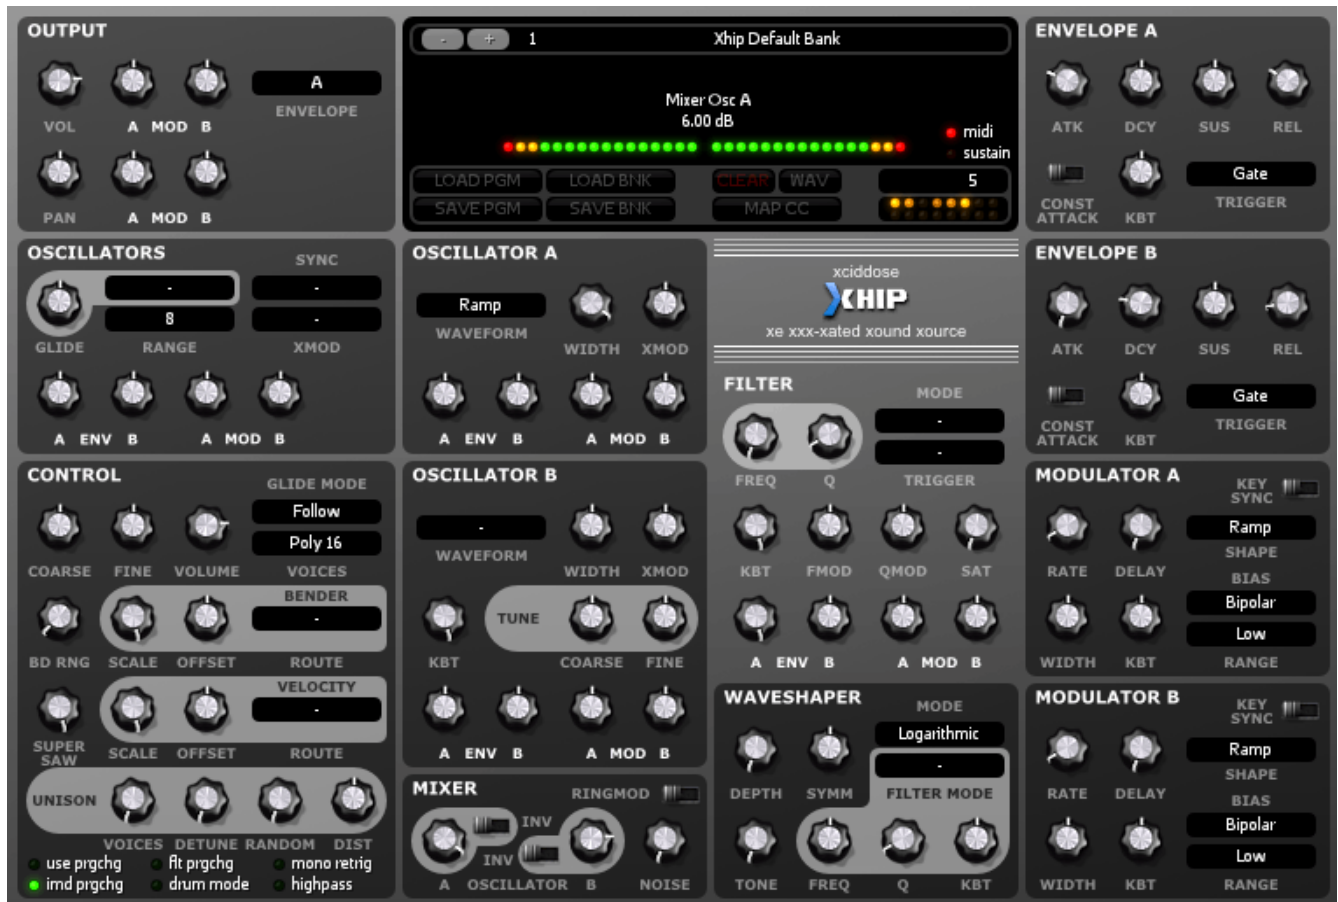 OUTPUT
A
ENVELOPE
VOL A MOD B
PAN A MOD B
- + 1 Xhip Default Bank
Mixer Osc A
6.00 dB
midi
sustain
LOAD PGM LOAD BNK CLEAR WAV 5
SAVE PGM SAVE BNK MAP CC
ENVELOPE A
ATK DCY SUS REL
Gate
CONST ATTACK KBT TRIGGER
OSCILLATORS SYNC
- -
8 -
GLIDE RANGE XMOD
A ENV B A MOD B
OSCILLATOR A
Ramp
WAVEFORM WIDTH XMOD
A ENV B A MOD B
xciddose
XHIP
xe xxx-xated xound xource
ENVELOPE B
ATK DCY SUS REL
Gate
CONST ATTACK KBT TRIGGER
CONTROL GLIDE MODE
Follow
Poly 16
COARSE FINE VOLUME VOICES
BENDER
-
BD RNG SCALE OFFSET ROUTE
VELOCITY
-
SUPER SAW SCALE OFFSET ROUTE
UNISON
VOICES DETUNE RANDOM DIST
use prgchg flt prgchg mono retrig
imd prgchg drum mode highpass
OSCILLATOR B
-
WAVEFORM WIDTH XMOD
TUNE
KBT COARSE FINE
A ENV B A MOD B
MIXER RINGMOD
INV
INV
A OSCILLATOR B NOISE
FILTER MODE
-
-
FREQ Q TRIGGER
KBT FMOD QMOD SAT
A ENV B A MOD B
WAVESHAPER MODE
Logarithmic
-
DEPTH SYMM FILTER MODE
TONE FREQ Q KBT
MODULATOR A KEY SYNC
Ramp
RATE DELAY SHAPE
BIAS
Bipolar
Low
WIDTH KBT RANGE
MODULATOR B KEY SYNC
Ramp
RATE DELAY SHAPE
BIAS
Bipolar
Low
WIDTH KBT RANGE